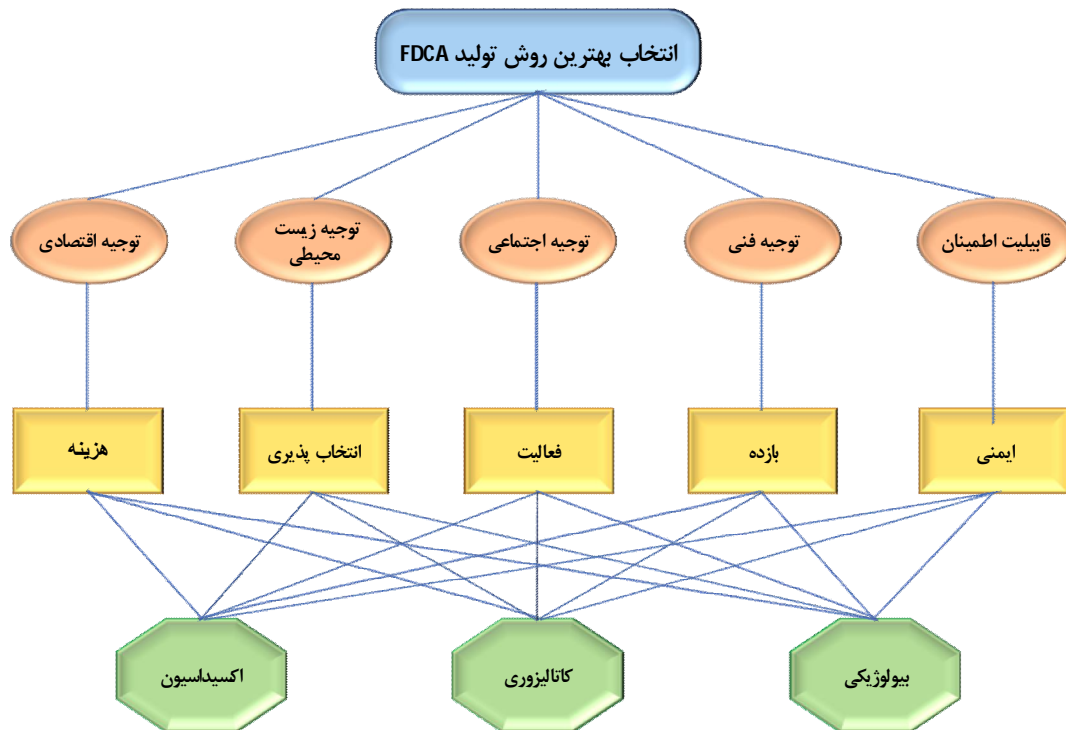 انتخاب بهترین روش تولید FDCA
قابیلیت اطمینان
توجیه فنی
توجیه اجتماعی
توجیه زیست
محیطی
توجیه اقتصادی
ایمنی
بازده
فعالیت
انتخاب پذیری
هزینه
بیولوژیکی
کاتالیزوری
اکسیداسیون